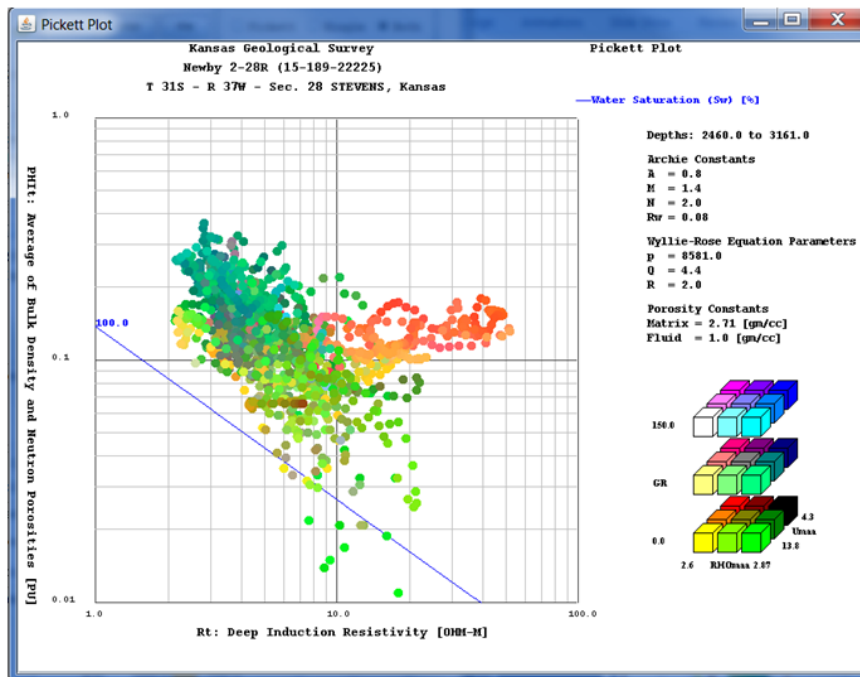 Pickett Plot
Kansas Geological Survey
Newby 2-28R (15-189-22225)
T 31S - R 37W - Sec. 28 STEVENS, Kansas
Pickett Plot
Water Saturation (Sw) [%]
Depths: 2460.0 to 3161.0
Archie Constants
A = 0.8
M = 1.4
N = 2.0
Rw = 0.08
Wyllie-Rose Equation Parameters
p = 8581.0
Q = 4.4
R = 2.0
Porosity Constants
Matrix = 2.71 [gm/cc]
Fluid = 1.0 [gm/cc]
150.0
GR
0.0
4.3
Umaa
13.8
2.6 RHOmaa 2.87
PHIt: Average of Bulk Density and Neutron Porosities [PU]
1.0
100.0
0.1
0.01
1.0 10.0 100.0
Rt: Deep Induction Resistivity [OHM-M]